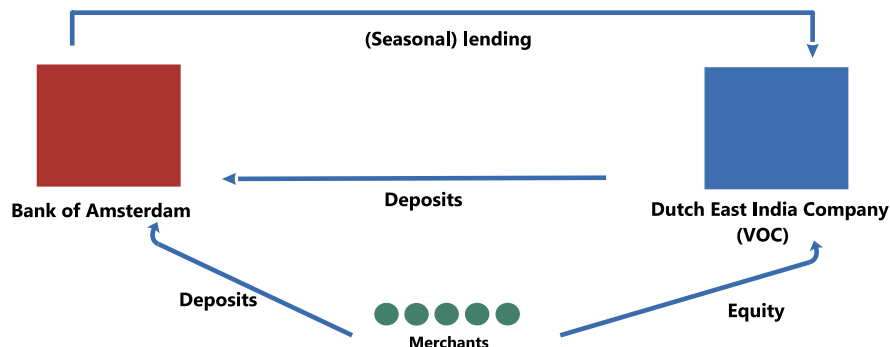 (Seasonal) lending
Deposits
Bank of Amsterdam
Dutch East India Company
(VOC)
Deposits
Equity
Merchants